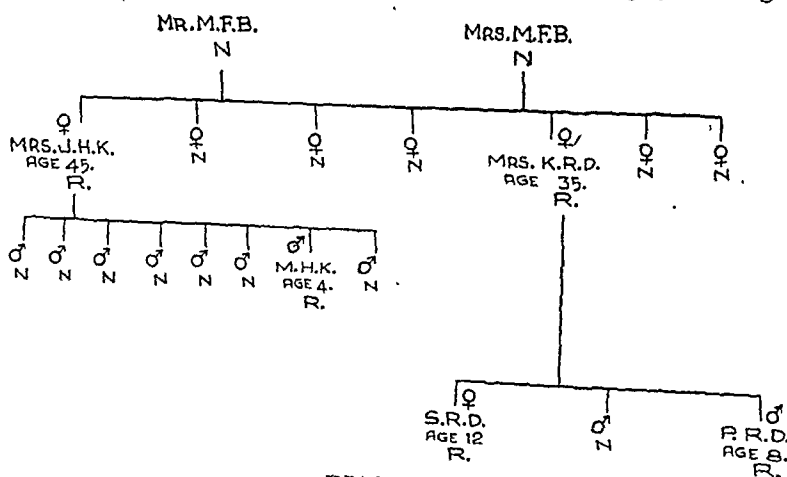 MR. M.F.B. MRS. M.F.B.
N N
♀ ♀ ♀ ♀ ♀ ♀ ♀
MRS. J.H.K. N N N MRS. K.R.D. N N
AGE 45. AGE 35.
R. R.
♂ ♂ ♂ ♂ ♂ ♂ ♂ ♂
N N N N N N M.H.K. N
AGE 4.
R.
♀ ♂ ♂
S.R.D. N P.R.D.
AGE 12 AGE 8.
R. R.